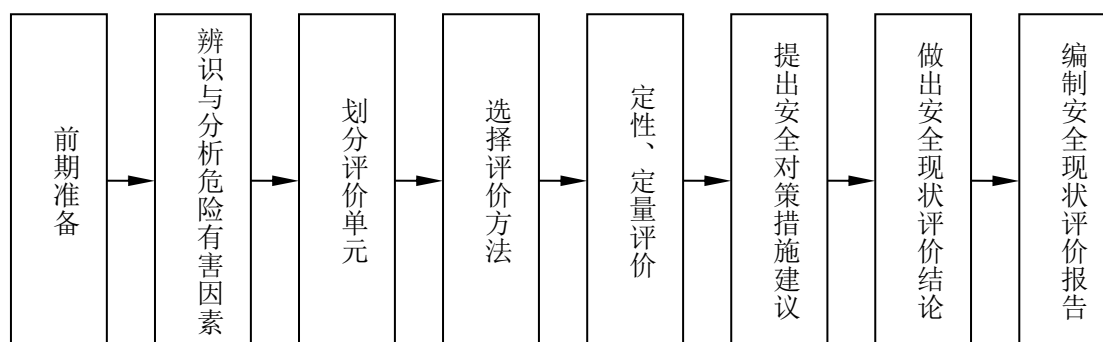 前期准备
辨识与分析危险有害因素
划分评价单元
选择评价方法
定性、定量评价
提出安全对策措施建议
做出安全现状评价结论
编制安全现状评价报告